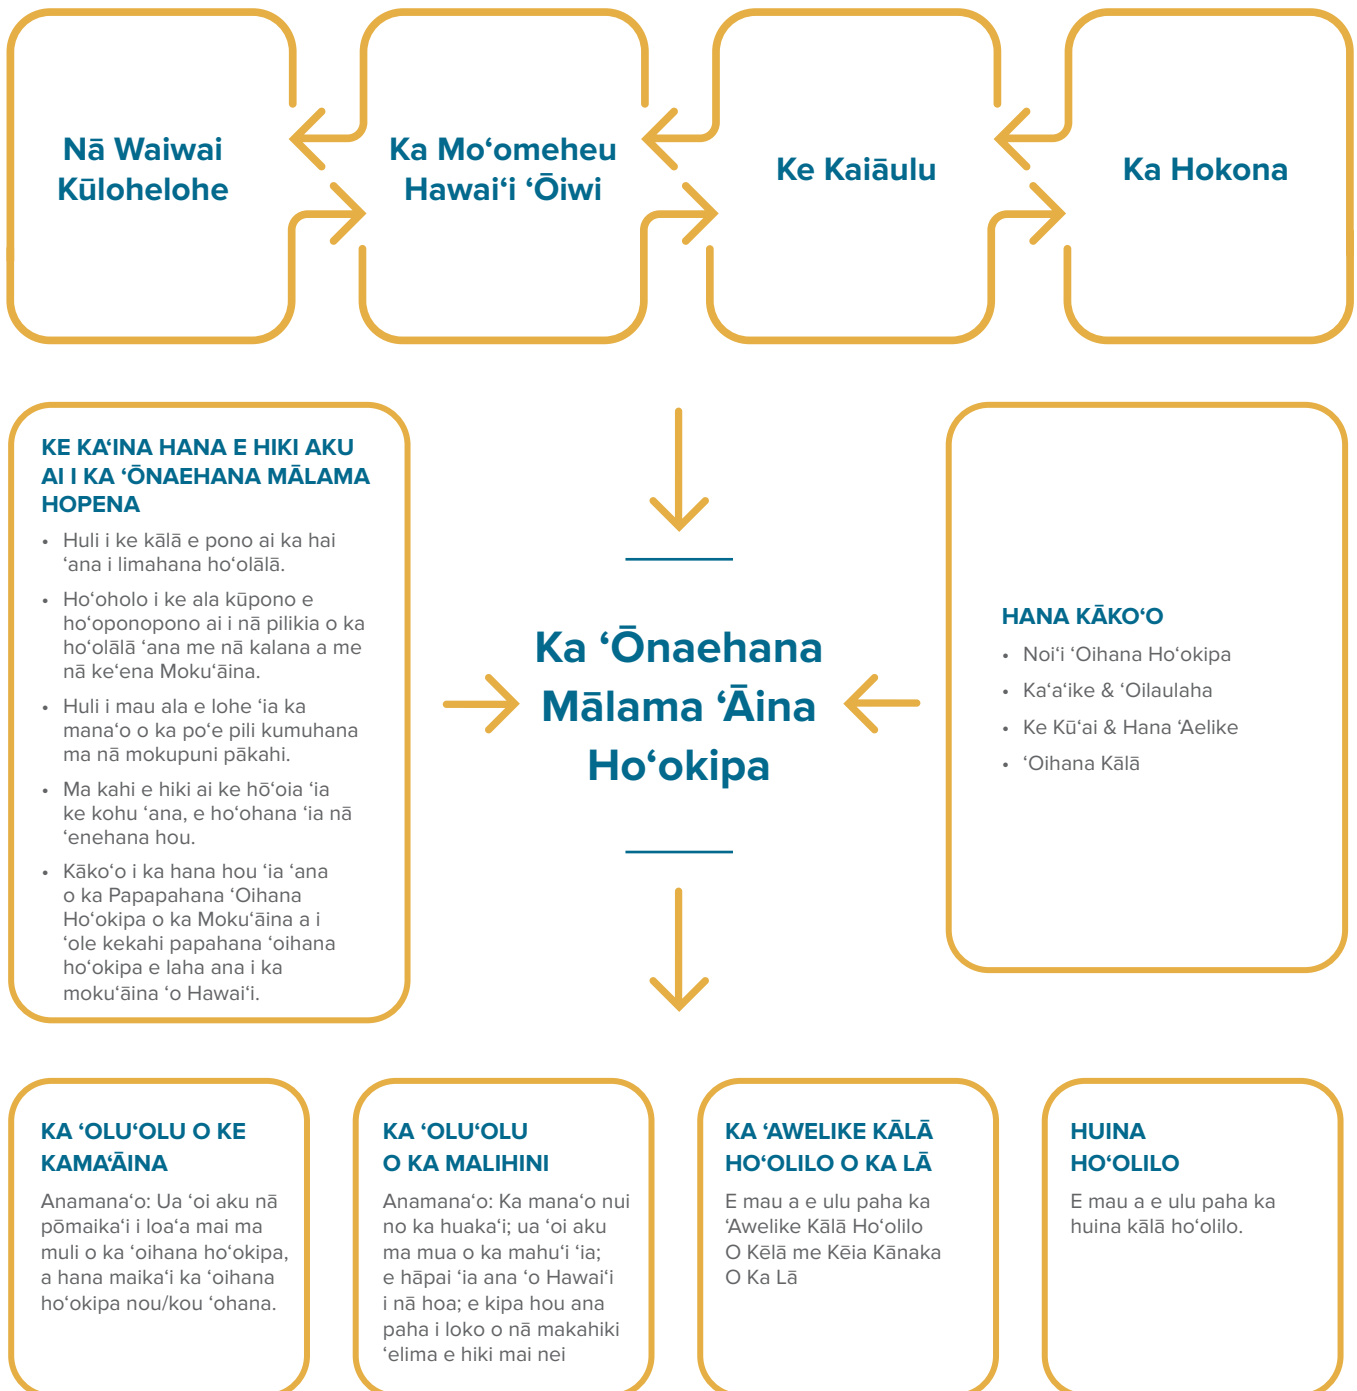 Nā Waiwai
Kūlohelohe
Ka Moʻomeheu
Hawaiʻi ʻŌiwi
Ke Kaiāulu
Ka Hokona
KE KAʻINA HANA E HIKI AKU
AI I KA ʻŌNAEHANA MĀLAMA
HOPENA
• Huli i ke kālā e pono ai ka hai
ʻana i limahana hoʻolālā.
• Hoʻoholo i ke ala kūpono e
hoʻoponopono ai i nā pilikia o ka
hoʻolālā ʻana me nā kalana a me
nā keʻena Mokuʻāina.
• Huli i mau ala e lohe ʻia ka
manaʻo o ka poʻe pili kumuhana
ma nā mokupuni pākahi.
• Ma kahi e hiki ai ke hōʻoia ʻia
ke kohu ʻana, e hoʻohana ʻia nā
ʻenehana hou.
• Kākoʻo i ka hana hou ʻia ʻana
o ka Papapahana ʻOihana
Hoʻokipa o ka Mokuʻāina a i
ʻole kekahi papahana ʻoihana
hoʻokipa e laha ana i ka
mokuʻāina ʻo Hawaiʻi.
Ka ʻŌnaehana
Mālama ʻĀina
Hoʻokipa
HANA KĀKOʻO
• Noiʻi ʻOihana Hoʻokipa
• Kaʻaʻike & ʻOilaulaha
• Ke Kūʻai & Hana ʻAelike
• ʻOihana Kālā
KA ʻOLUʻOLU O KE
KAMAʻĀINA
Anamanaʻo: Ua ʻoi aku nā
pōmaikaʻi i loaʻa mai ma
muli o ka ʻoihana hoʻokipa,
a hana maikaʻi ka ʻoihana
hoʻokipa nou/kou ʻohana.
KA ʻOLUʻOLU
O KA MALIHINI
Anamanaʻo: Ka manaʻo nui
no ka huakaʻi; ua ʻoi aku
ma mua o ka mahuʻi ʻia;
e hāpai ʻia ana ʻo Hawaiʻi
i nā hoa; e kipa hou ana
paha i loko o nā makahiki
ʻelima e hiki mai nei
KA ʻAWELIKE KĀLĀ
HOʻOLILO O KA LĀ
E mau a e ulu paha ka
ʻAwelike Kālā Hoʻolilo
O Kēlā me Kēia Kānaka
O Ka Lā
HUINA
HOʻOLILO
E mau a e ulu paha ka
huina kālā hoʻolilo.